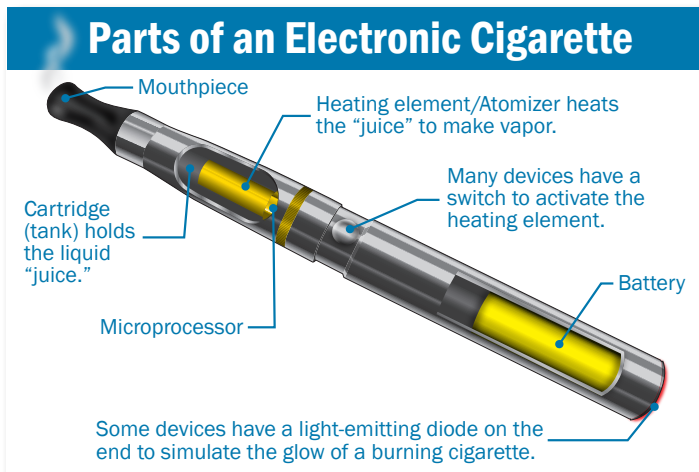 Parts of an Electronic Cigarette
Mouthpiece
Heating element/Atomizer heats
the “juice” to make vapor.
Many devices have a
switch to activate the
heating element.
Cartridge
(tank) holds
the liquid
“juice.”
Battery
Microprocessor
Some devices have a light-emitting diode on the
end to simulate the glow of a burning cigarette.